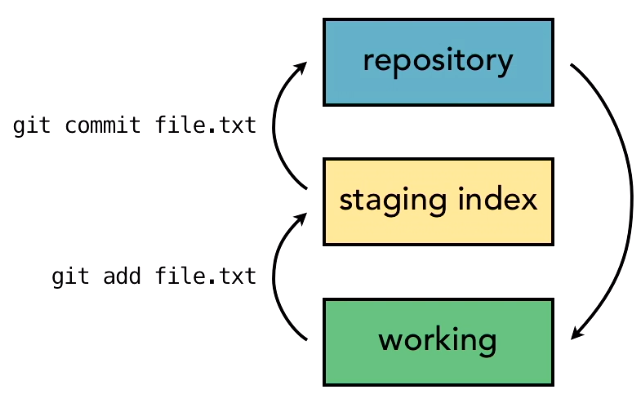 repository
git commit file.txt
staging index
git add file.txt
working